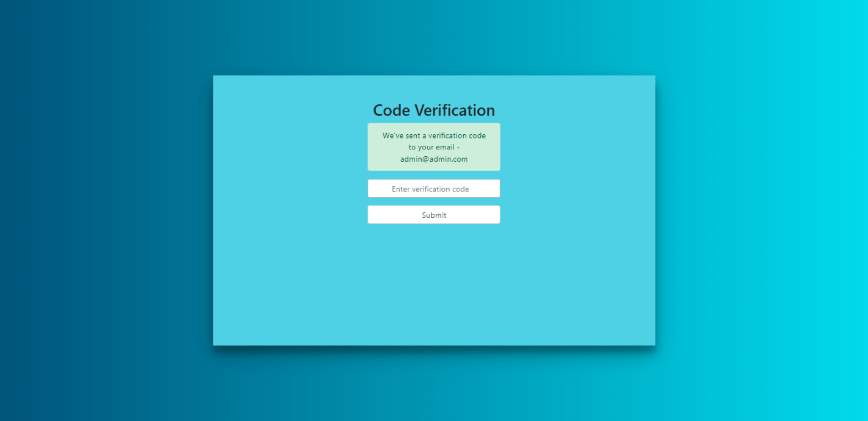 Code Verification
We've sent a verification code
to your email -
admin@admin.com
Enter verification code
Submit